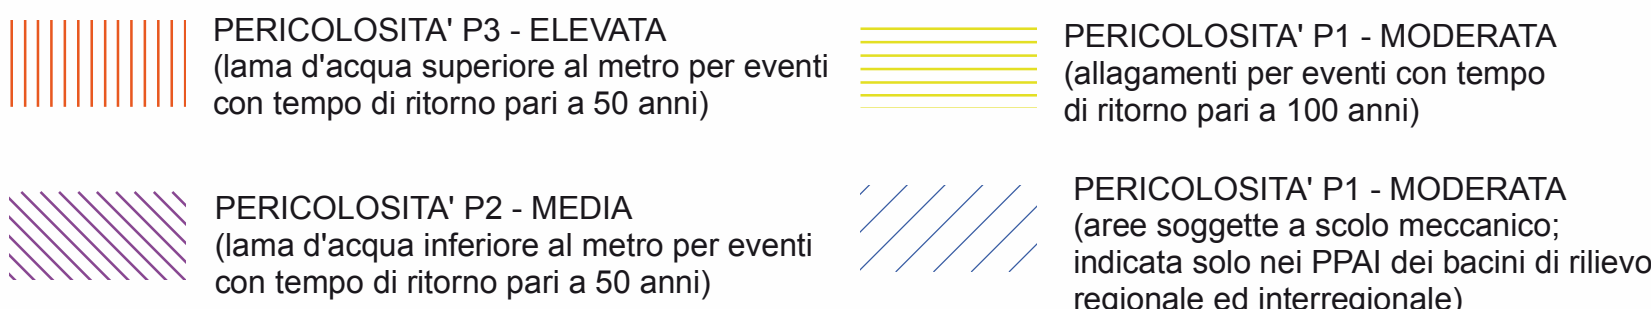 PERICOLOSITA' P3 - ELEVATA
(lama d'acqua superiore al metro per eventi
con tempo di ritorno pari a 50 anni)
PERICOLOSITA' P1 - MODERATA
(allagamenti per eventi con tempo
di ritorno pari a 100 anni)
PERICOLOSITA' P2 - MEDIA
(lama d'acqua inferiore al metro per eventi
con tempo di ritorno pari a 50 anni)
PERICOLOSITA' P1 - MODERATA
(aree soggette a scolo meccanico;
indicata solo nei PPAI dei bacini di rilievo
regionale ed interregionale)